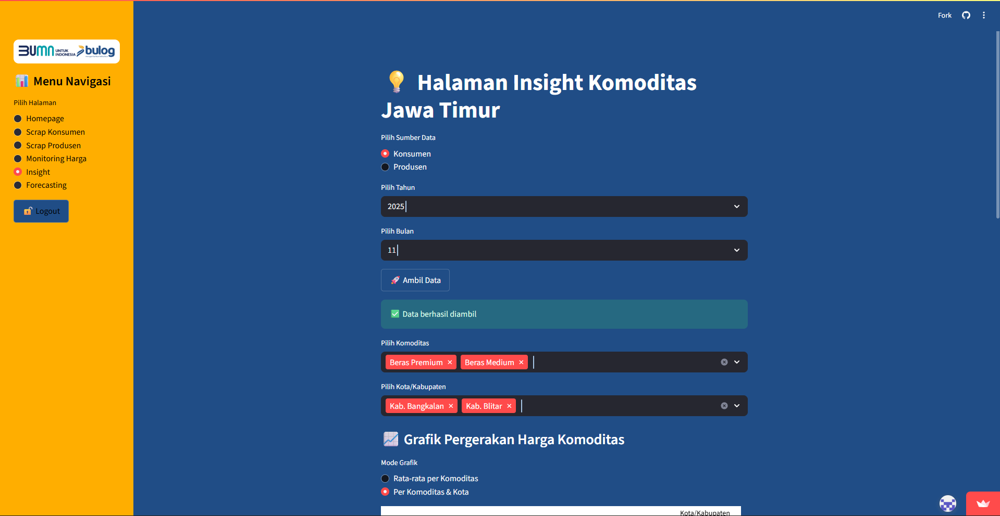 Fork
BUMN UNTUK INDONESIA bulog
Menu Navigasi
Pilih Halaman
Homepage
Scrap Konsumen
Scrap Produsen
Monitoring Harga
Insight
Forecasting
Logout
Halaman Insight Komoditas
Jawa Timur
Pilih Sumber Data
Konsumen
Produsen
Pilih Tahun
2025
Pilih Bulan
11
Ambil Data
Data berhasil diambil
Pilih Komoditas
Beras Premium × Beras Medium ×
Pilih Kota/Kabupaten
Kab. Bangkalan × Kab. Blitar ×
Grafik Pergerakan Harga Komoditas
Mode Grafik
Rata-rata per Komoditas
Per Komoditas & Kota
Kota/Kabupaten